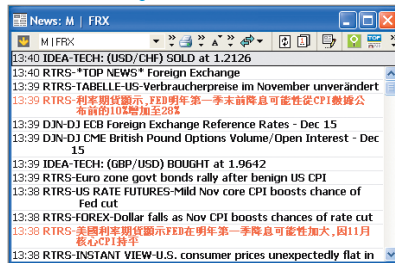 News: M | FRX
M|FRX
TOP
13:40 IDEA-TECH: (USD/CHF) SOLD at 1.2126
13:40 RTRS-*TOP NEWS* Foreign Exchange
13:39 RTRS-TABELLE-US-Verbraucherpreise im November unverändert
13:39 RTRS-利率期貨顯示,FED明年第一季末前降息可能性從CPI數據公
布前的10%增加至28%
13:39 DJN-DJ ECB Foreign Exchange Reference Rates - Dec 15
13:39 DJN-DJ CME British Pound Options Volume/Open Interest - Dec
15
13:39 IDEA-TECH: (GBP/USD) BOUGHT at 1.9642
13:39 RTRS-Euro zone govt bonds rally after benign US CPI
13:38 RTRS-US RATE FUTURES-Mild Nov core CPI boosts chance of
Fed cut
13:38 RTRS-FOREX-Dollar falls as Nov CPI boosts chances of rate cut
13:38 RTRS-美國利率期貨顯示FED在明年第一季降息可能性加大,因11月
核心CPI持平
13:38 RTRS-INSTANT VIEW-U.S. consumer prices unexpectedly flat in